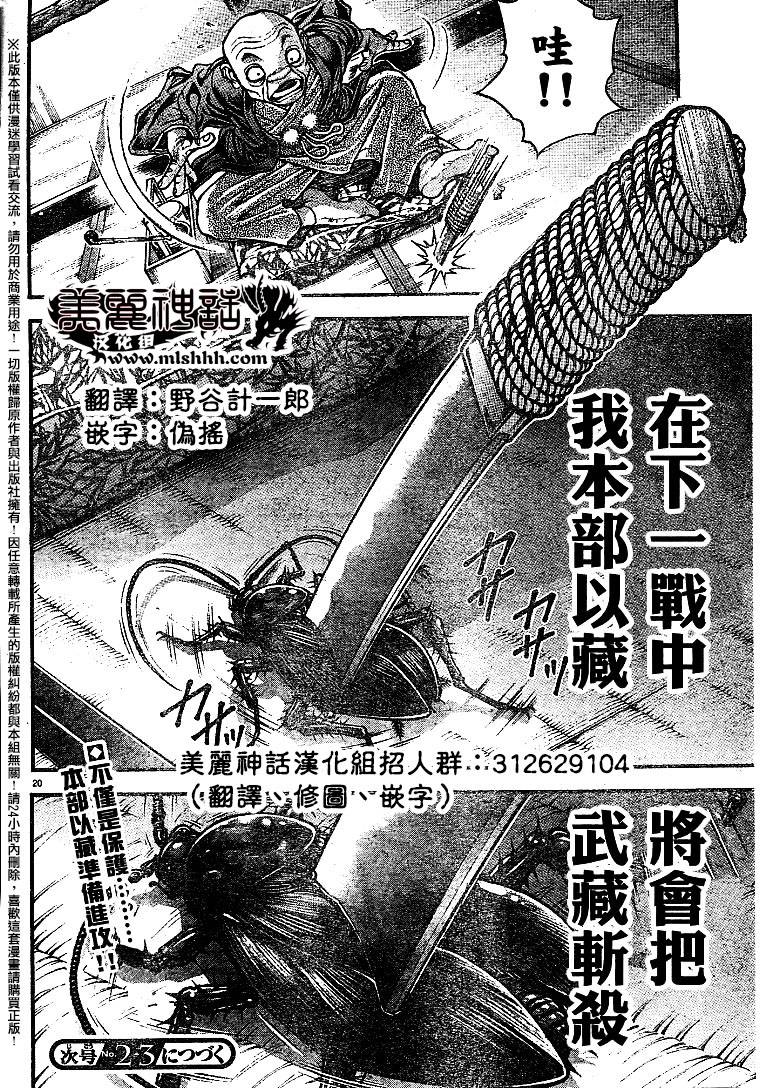 哇!!
※此版本僅供漫迷學習試看交流，請勿用於商業用途！一切版權歸原作者與出版社擁有！因任意轉載所產生的版權糾紛都與本組無關！請24小時內刪除，喜歡這套漫畫請購買正版！
美麗神話
汉化组
www.mlshhh.com
翻譯：野谷計一郎
嵌字：偽搖
在下一戰中
我本部以藏
カサッ
カサッ
カサッ
美麗神話漢化組招人群：312629104
（翻譯、修圖、嵌字）
20
將會把
武藏斬殺
不僅是保護………
本部以藏準備進攻!!
次号No.2-3につづく